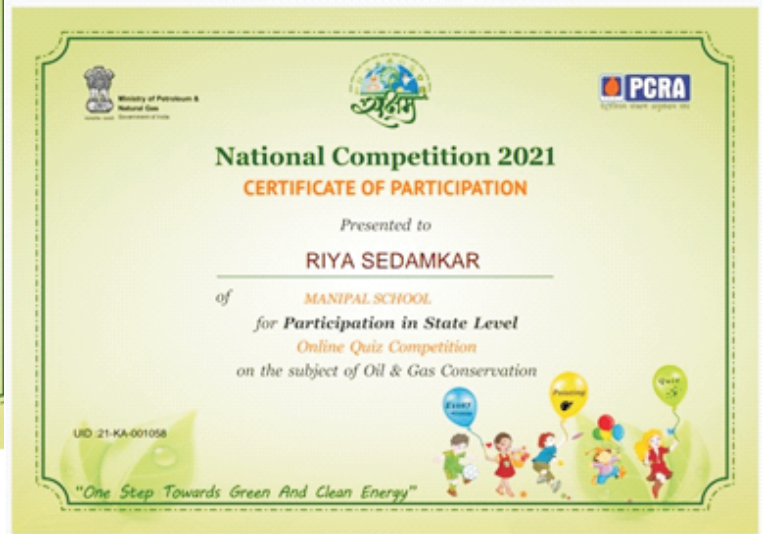 Ministry of Petroleum &
Natural Gas
Government of India
सक्षम
PCRA
National Competition 2021
CERTIFICATE OF PARTICIPATION
Presented to
RIYA SEDAMKAR
of MANIPAL SCHOOL
for Participation in State Level
Online Quiz Competition
on the subject of Oil & Gas Conservation
Essay
Painting
Quiz
UID :21-KA-001058
"One Step Towards Green And Clean Energy"